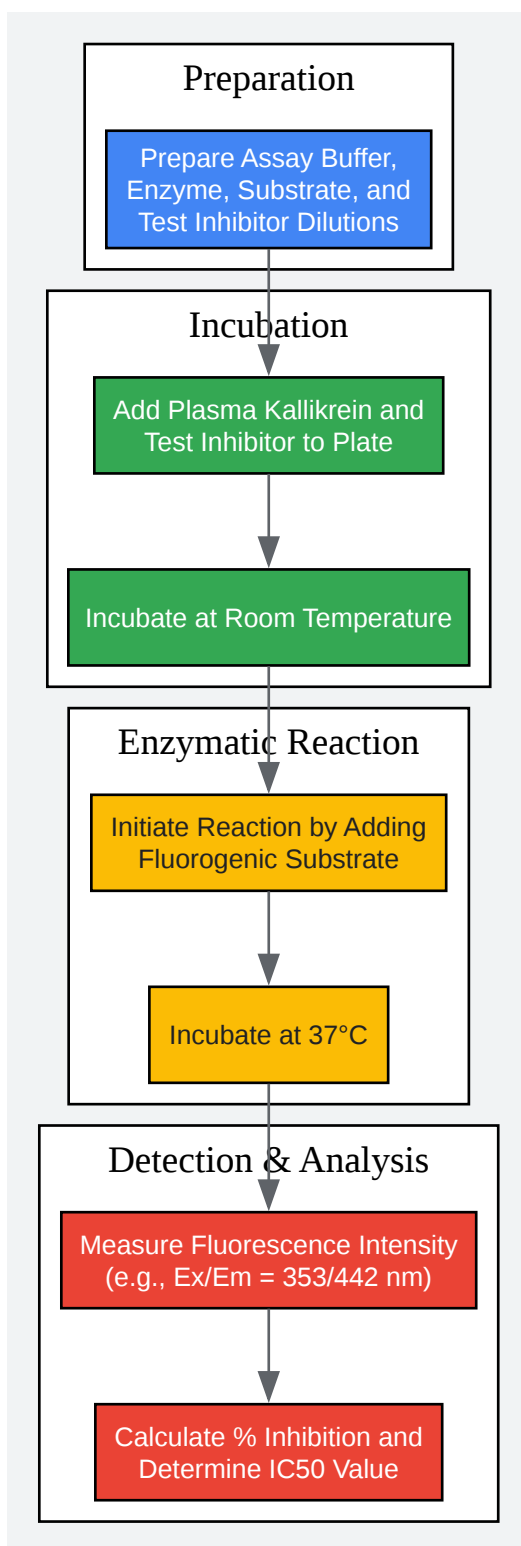 Preparation
Prepare Assay Buffer,
Enzyme, Substrate, and
Test Inhibitor Dilutions
Incubation
Add Plasma Kallikrein and
Test Inhibitor to Plate
Incubate at Room Temperature
Enzymatic Reaction
Initiate Reaction by Adding
Fluorogenic Substrate
Incubate at 37°C
Detection & Analysis
Measure Fluorescence Intensity
(e.g., Ex/Em = 353/442 nm)
Calculate % Inhibition and
Determine IC50 Value